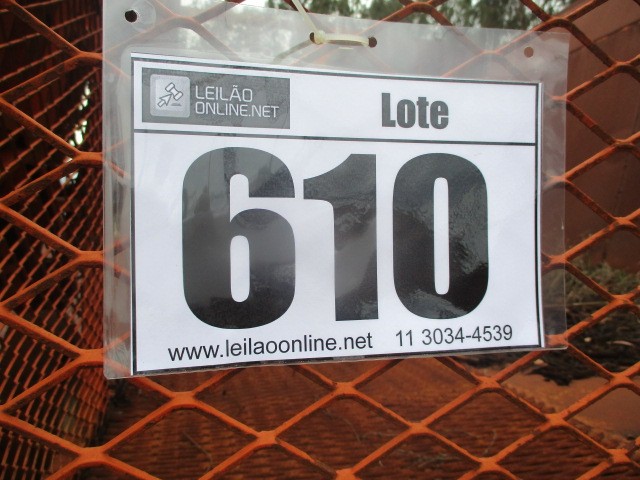 LEILÃO
ONLINE.NET
Lote
610
www.leilaoonline.net 11 3034-4539